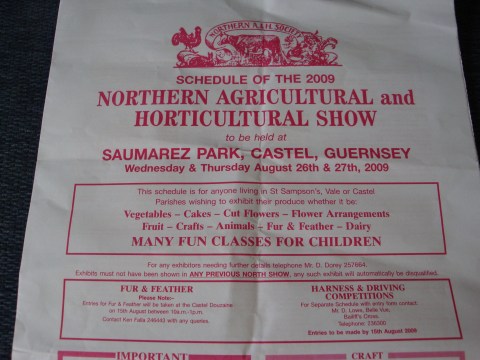 NORTHERN A.&H. SOCIETY
SCHEDULE OF THE 2009
NORTHERN AGRICULTURAL and
HORTICULTURAL SHOW
to be held at
SAUMAREZ PARK, CASTEL, GUERNSEY
Wednesday & Thursday August 26th & 27th, 2009
This schedule is for anyone living in St Sampson's, Vale or Castel
Parishes wishing to exhibit their produce whether it be:
Vegetables – Cakes – Cut Flowers – Flower Arrangements
Fruit – Crafts – Animals – Fur & Feather – Dairy
MANY FUN CLASSES FOR CHILDREN
For any exhibitors needing further details telephone Mr. D. Dorey 257864.
Exhibits must not have been shown in ANY PREVIOUS NORTH SHOW, any such exhibit will automatically be disqualified.
FUR & FEATHER
Please Note:-
Entries for Fur & Feather will be taken at the Castel Douzaine
on 15th August between 10a.m.-1p.m.
Contact Ken Falla 246440 with any queries.
HARNESS & DRIVING
COMPETITIONS
For Separate Schedule with entry form contact:
Mr. D. Lowe, Belle Vue,
Bailiff's Cross.
Telephone 236300
Entries to be made by 15th August 2009
IMPORTANT
CRAFT